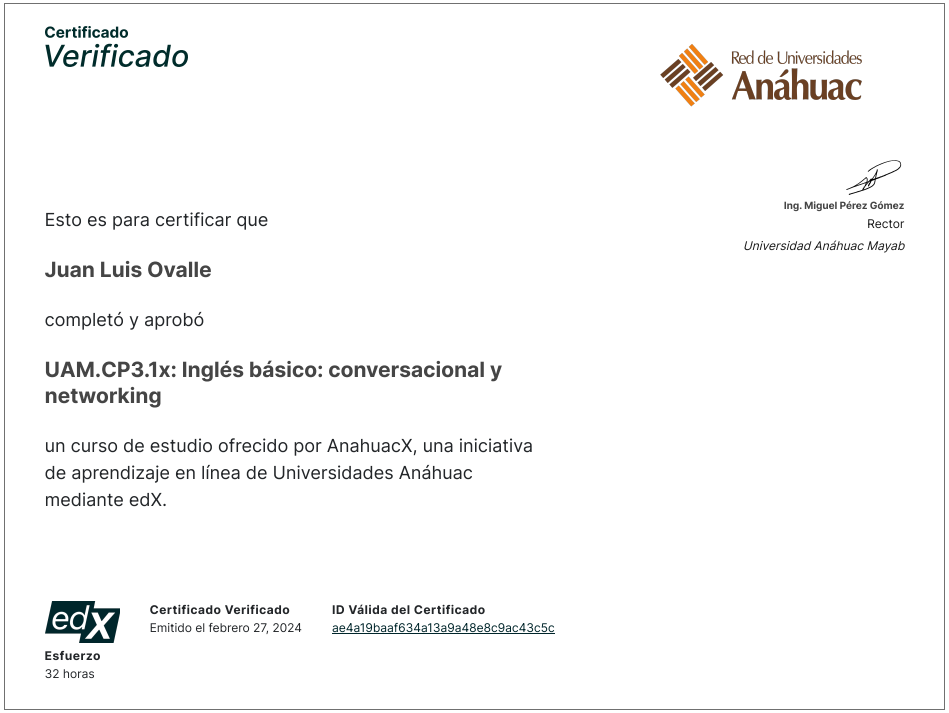 Certificado
Verificado
Red de Universidades
Anáhuac
Ing. Miguel Pérez Gómez
Rector
Universidad Anáhuac Mayab
Esto es para certificar que
Juan Luis Ovalle
completó y aprobó
UAM.CP3.1x: Inglés básico: conversacional y
networking
un curso de estudio ofrecido por AnahuacX, una iniciativa
de aprendizaje en línea de Universidades Anáhuac
mediante edX.
edX
Esfuerzo
32 horas
Certificado Verificado
Emitido el febrero 27, 2024
ID Válida del Certificado
ae4a19baaf634a13a9a48e8c9ac43c5c